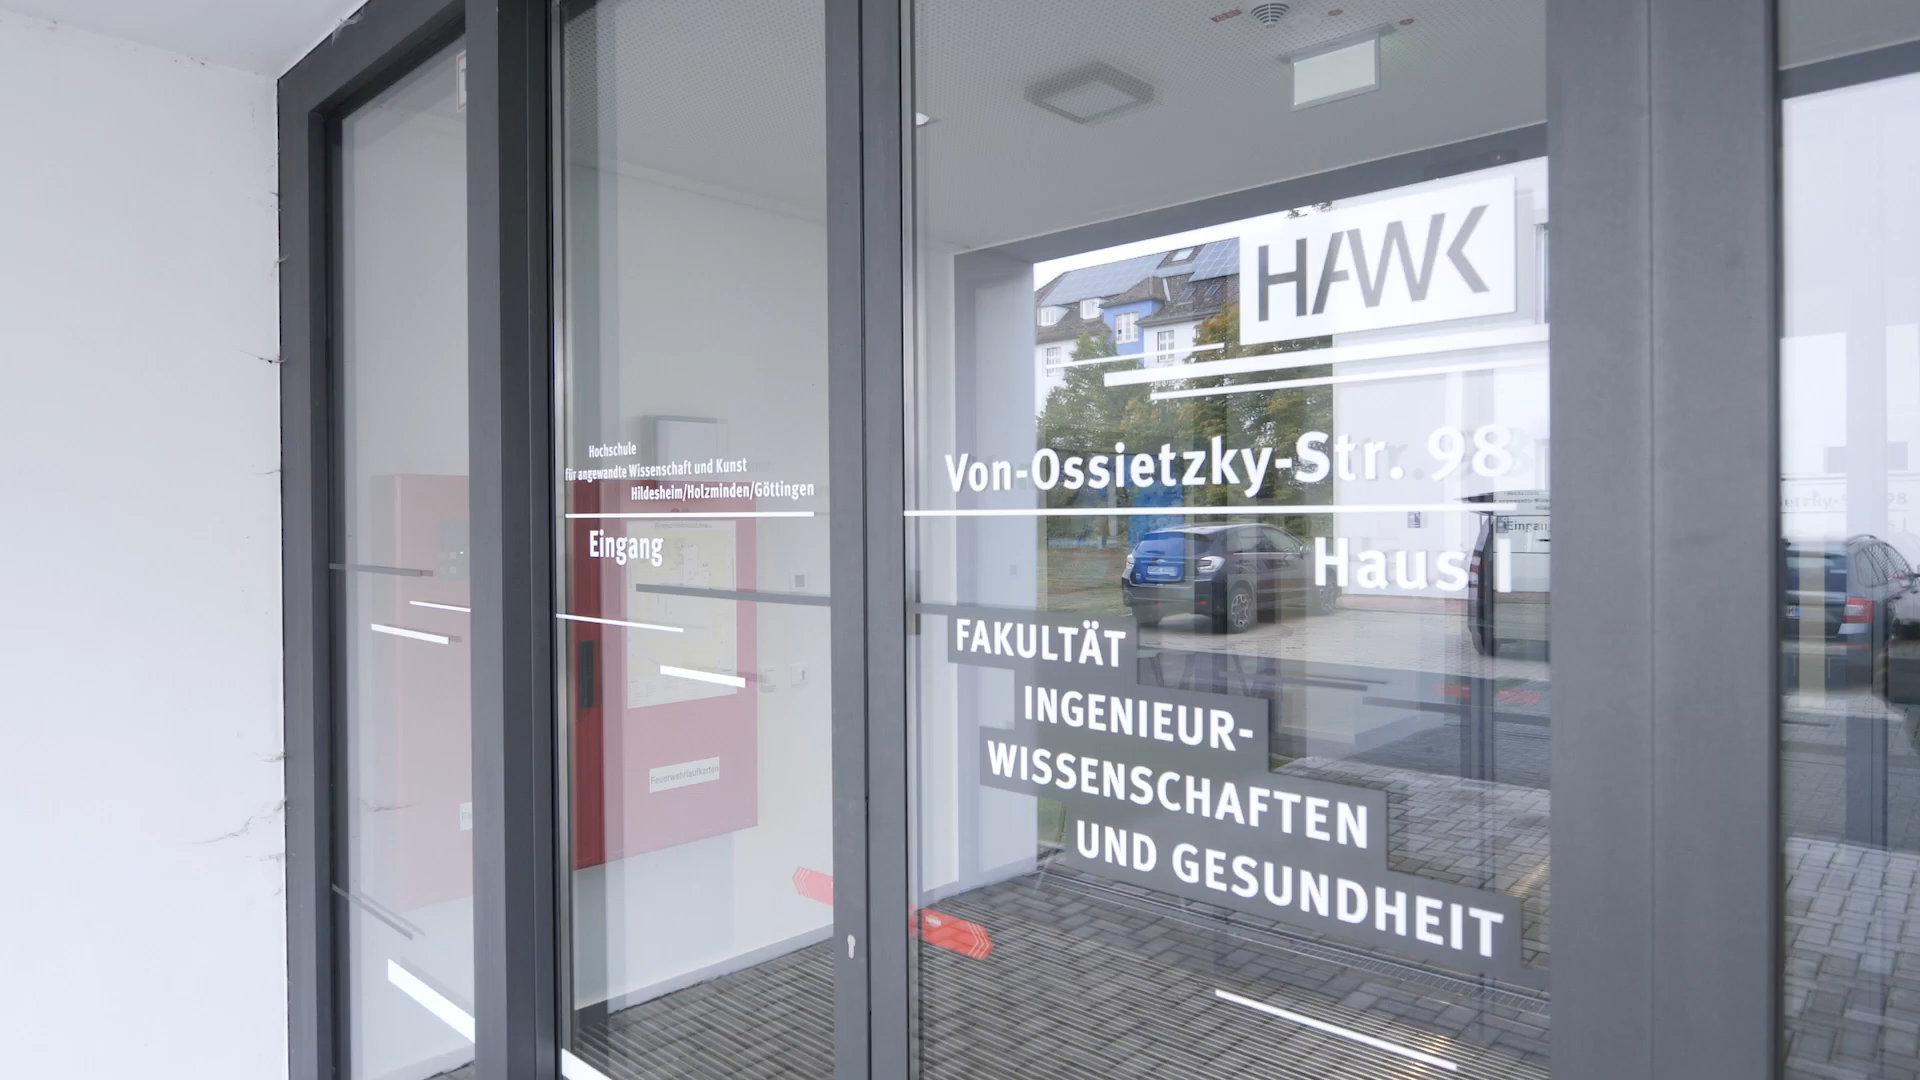 HAWK
Hochschule
für angewandte Wissenschaft und Kunst
Hildesheim/Holzminden/Göttingen
Eingang
Von-Ossietzky-Str. 98
Haus I
FAKULTÄT
INGENIEUR-
WISSENSCHAFTEN
UND GESUNDHEIT
Feuerwehrlaufkarten